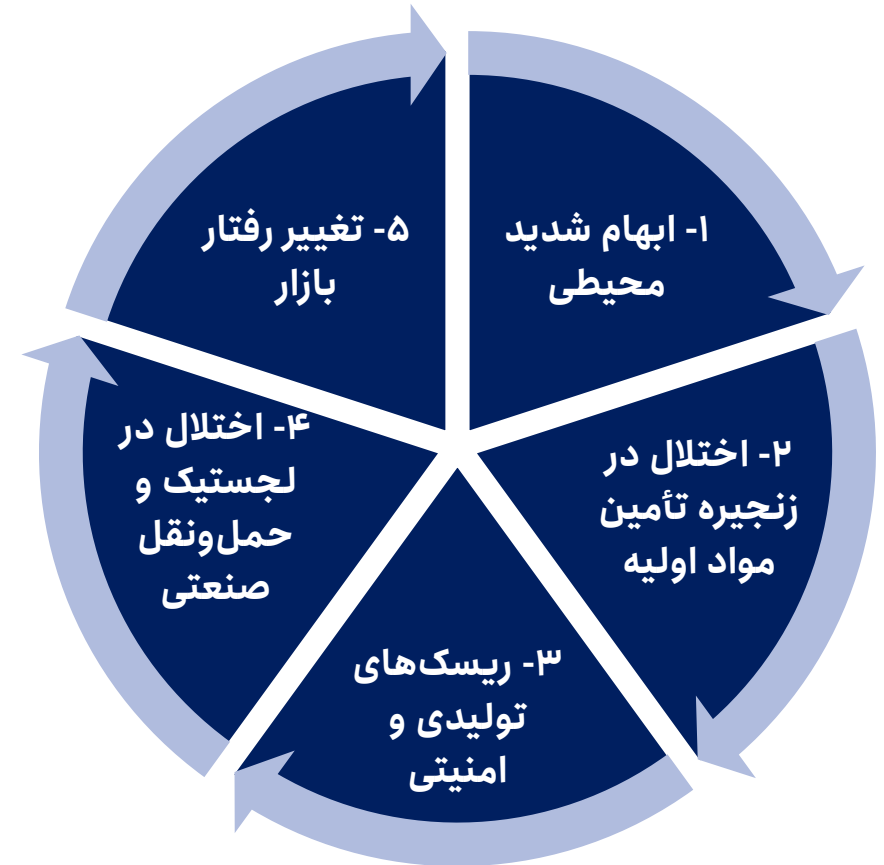 ۱- ابهام شدید
محیطی
۲- اختلال در
زنجیره تأمین
مواد اولیه
۳- ریسک‌های
تولیدی و
امنیتی
۴- اختلال در
لجستیک و
حمل‌ونقل
صنعتی
۵- تغییر رفتار
بازار